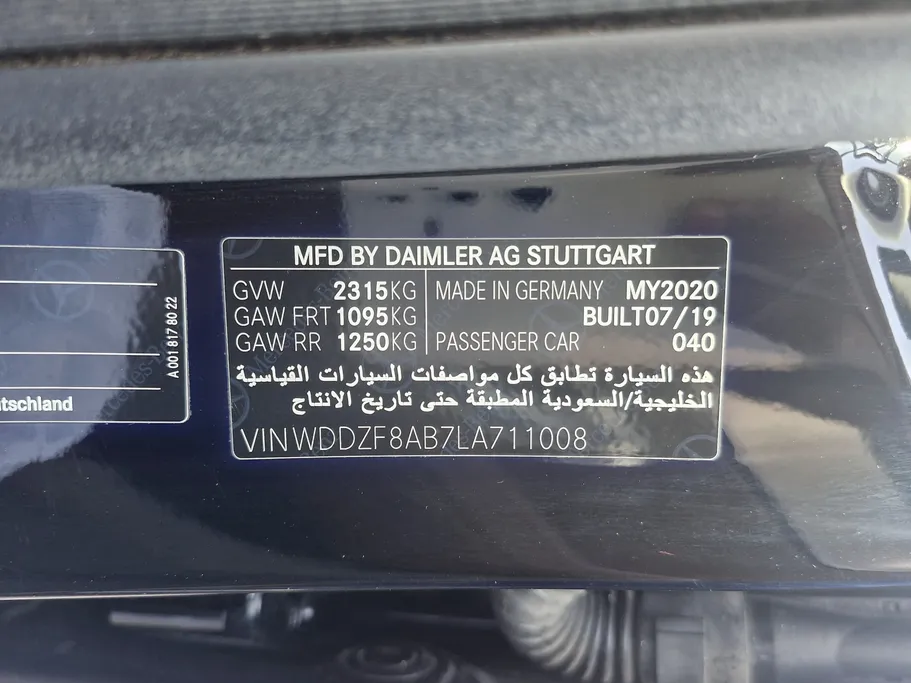 MFD BY DAIMLER AG STUTTGART
GVW 2315KG MADE IN GERMANY MY2020
GAW FRT 1095KG BUILT07/19
GAW RR 1250KG PASSENGER CAR 040
هذه السيارة تطابق كل مواصفات السيارات القياسية
الخليجية/السعودية المطبقة حتى تاريخ الانتاج
VIN WDDZF8AB7LA711008
A 001 817 80 22
utschland